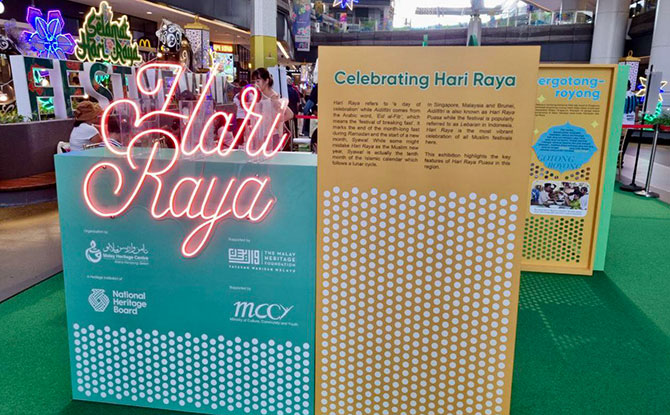 Selamat
Hari Raya
FEST
Hari
Raya
Organisation by
Malay Heritage Centre
Supported by
THE MALAY
HERITAGE
FOUNDATION
YAYASAN WARISAN MELAYU
A Heritage Institution of
National
Heritage
Board
Supported by
mccy
Ministry of Culture, Community and Youth
Celebrating Hari Raya
Hari Raya refers to 'a day of
celebration' while Aidilfitri comes from
the Arabic word, 'Eid al-Fitr', which
means the 'festival of breaking fast'. It
marks the end of the month-long fast
during Ramadan and the start of the
month, Syawal. While some might
mistake Hari Raya as the Muslim new
year, Syawal is actually the tenth
month of the Islamic calendar which
follows a lunar cycle.
In Singapore, Malaysia and Brunei,
Aidilfitri is also known as Hari Raya
Puasa while the festival is popularly
referred to as Lebaran in Indonesia.
Hari Raya is the most vibrant
celebration of all Muslim festivals
here.
This exhibition highlights the key
features of Hari Raya Puasa in this
region.
ergotong-
royong
GOTONG
ROYONG